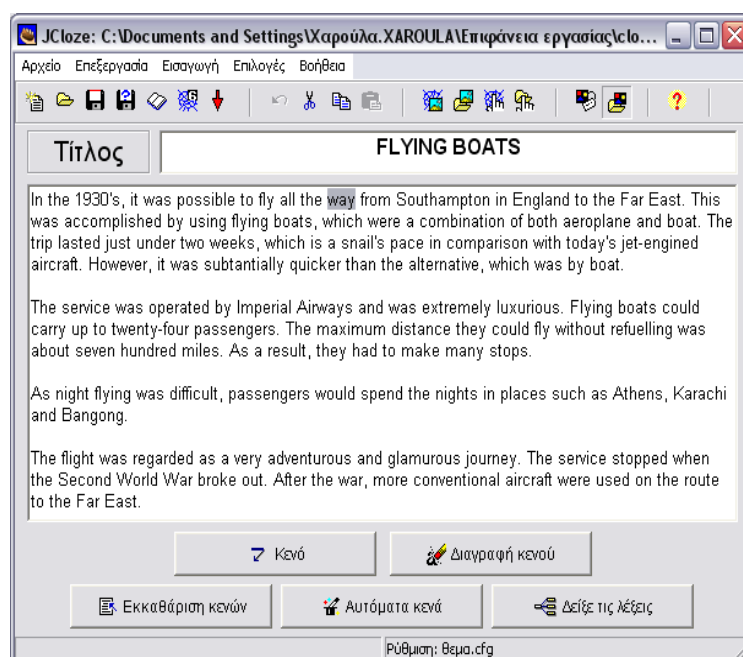 JCloze: C:\Documents and Settings\Χαρούλα.XAROULA\Επιφάνεια εργασίας\clo...
Αρχείο Επεξεργασία Εισαγωγή Επιλογές Βοήθεια
Τίτλος FLYING BOATS
In the 1930's, it was possible to fly all the way from Southampton in England to the Far East. This
was accomplished by using flying boats, which were a combination of both aeroplane and boat. The
trip lasted just under two weeks, which is a snail's pace in comparison with today's jet-engined
aircraft. However, it was subtantially quicker than the alternative, which was by boat.
The service was operated by Imperial Airways and was extremely luxurious. Flying boats could
carry up to twenty-four passengers. The maximum distance they could fly without refuelling was
about seven hundred miles. As a result, they had to make many stops.
As night flying was difficult, passengers would spend the nights in places such as Athens, Karachi
and Bangong.
The flight was regarded as a very adventurous and glamurous journey. The service stopped when
the Second World War broke out. After the war, more conventional aircraft were used on the route
to the Far East.
Κενό Διαγραφή κενού
Εκκαθάριση κενών Αυτόματα κενά Δείξε τις λέξεις
Ρύθμιση: θεμα.cfg